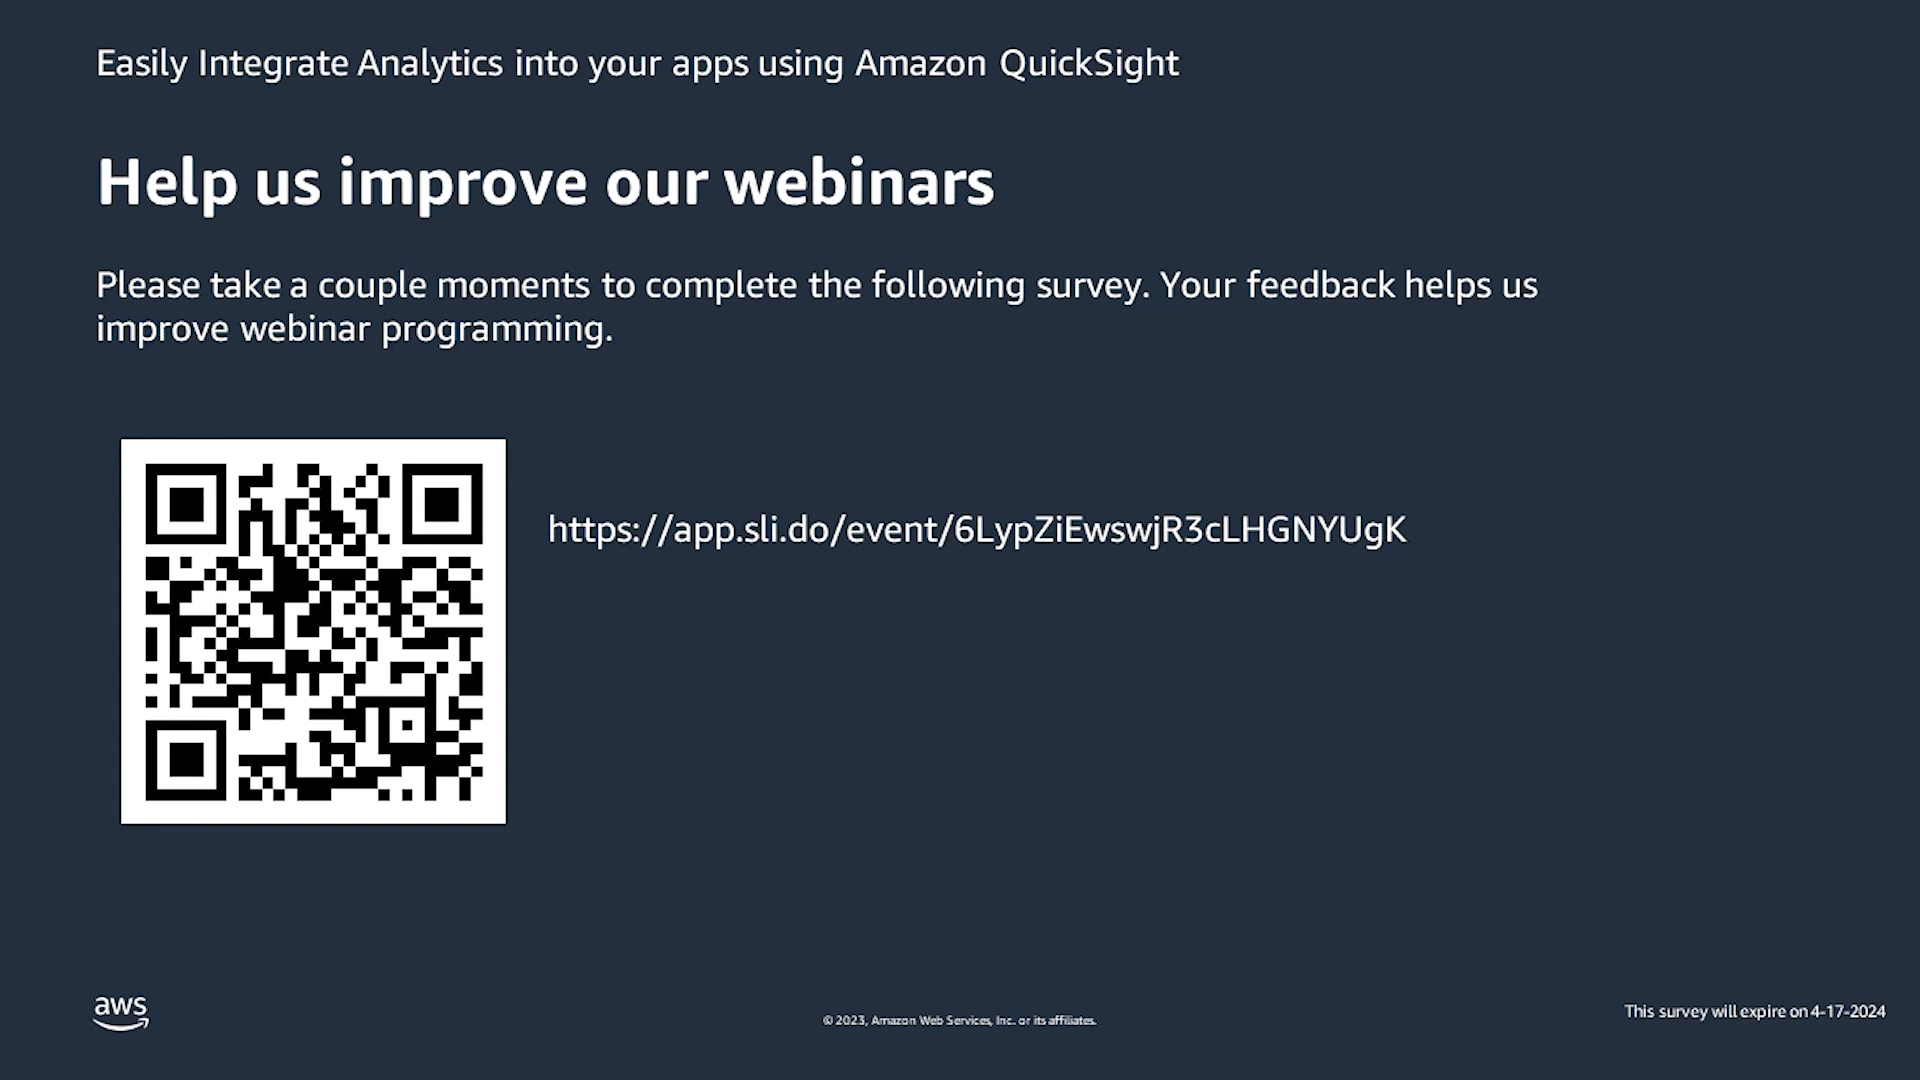 Easily Integrate Analytics into your apps using Amazon QuickSight
Help us improve our webinars
Please take a couple moments to complete the following survey. Your feedback helps us
improve webinar programming.
https://app.sli.do/event/6LypZiEwswjR3cLHGNYUgK
aws
© 2023, Amazon Web Services, Inc. or its affiliates.
This survey will expire on 4-17-2024